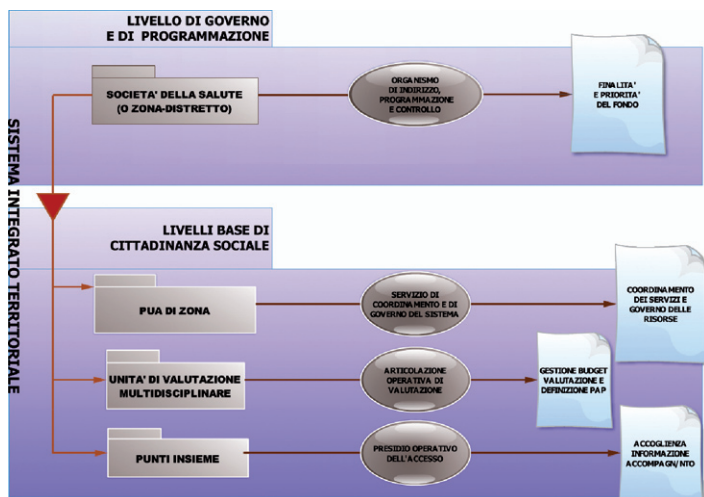 LIVELLO DI GOVERNO
E DI PROGRAMMAZIONE
SOCIETA' DELLA SALUTE
(O ZONA-DISTRETTO)
ORGANISMO
DI INDIRIZZO,
PROGRAMMAZIONE
E CONTROLLO
FINALITA'
E PRIORITA'
DEL FONDO
SISTEMA INTEGRATO TERRITORIALE
LIVELLI BASE DI
CITTADINANZA SOCIALE
PUA DI ZONA
SERVIZIO DI
COORDINAMENTO E DI
GOVERNO DEL SISTEMA
COORDINAMENTO
DEI SERVIZI E
GOVERNO DELLE
RISORSE
UNITA' DI VALUTAZIONE
MULTIDISCIPLINARE
ARTICOLAZIONE
OPERATIVA DI
VALUTAZIONE
GESTIONE BUDGET
VALUTAZIONE E
DEFINIZIONE PAP
PUNTI INSIEME
PRESIDIO OPERATIVO
DELL'ACCESSO
ACCOGLIENZA
INFORMAZIONE
ACCOMPAGN/NTO